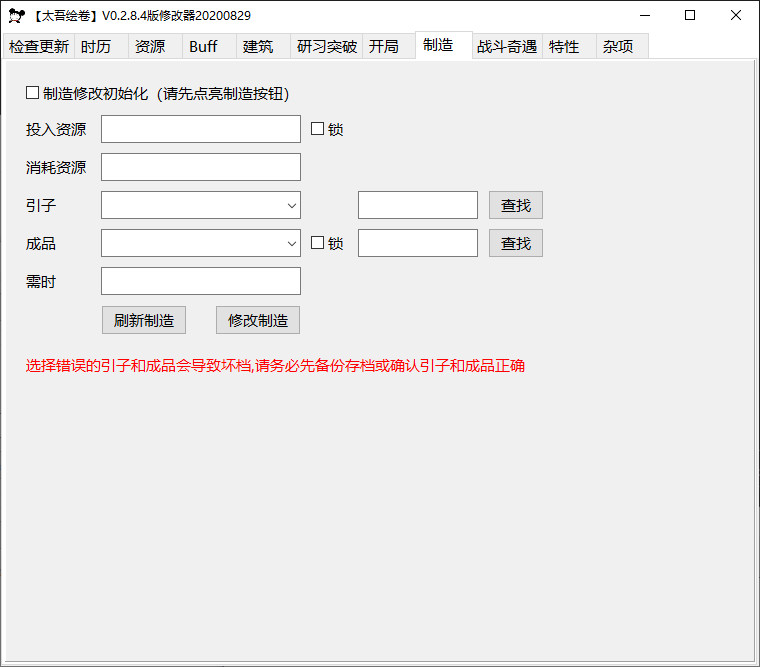 【太吾绘卷】V0.2.8.4版修改器20200829
检查更新 时历 资源 Buff 建筑 研习突破 开局 制造 战斗奇遇 特性 杂项
制造修改初始化（请先点亮制造按钮）
投入资源 锁
消耗资源
引子 查找
成品 锁 查找
需时
刷新制造 修改制造
选择错误的引子和成品会导致坏档,请务必先备份存档或确认引子和成品正确